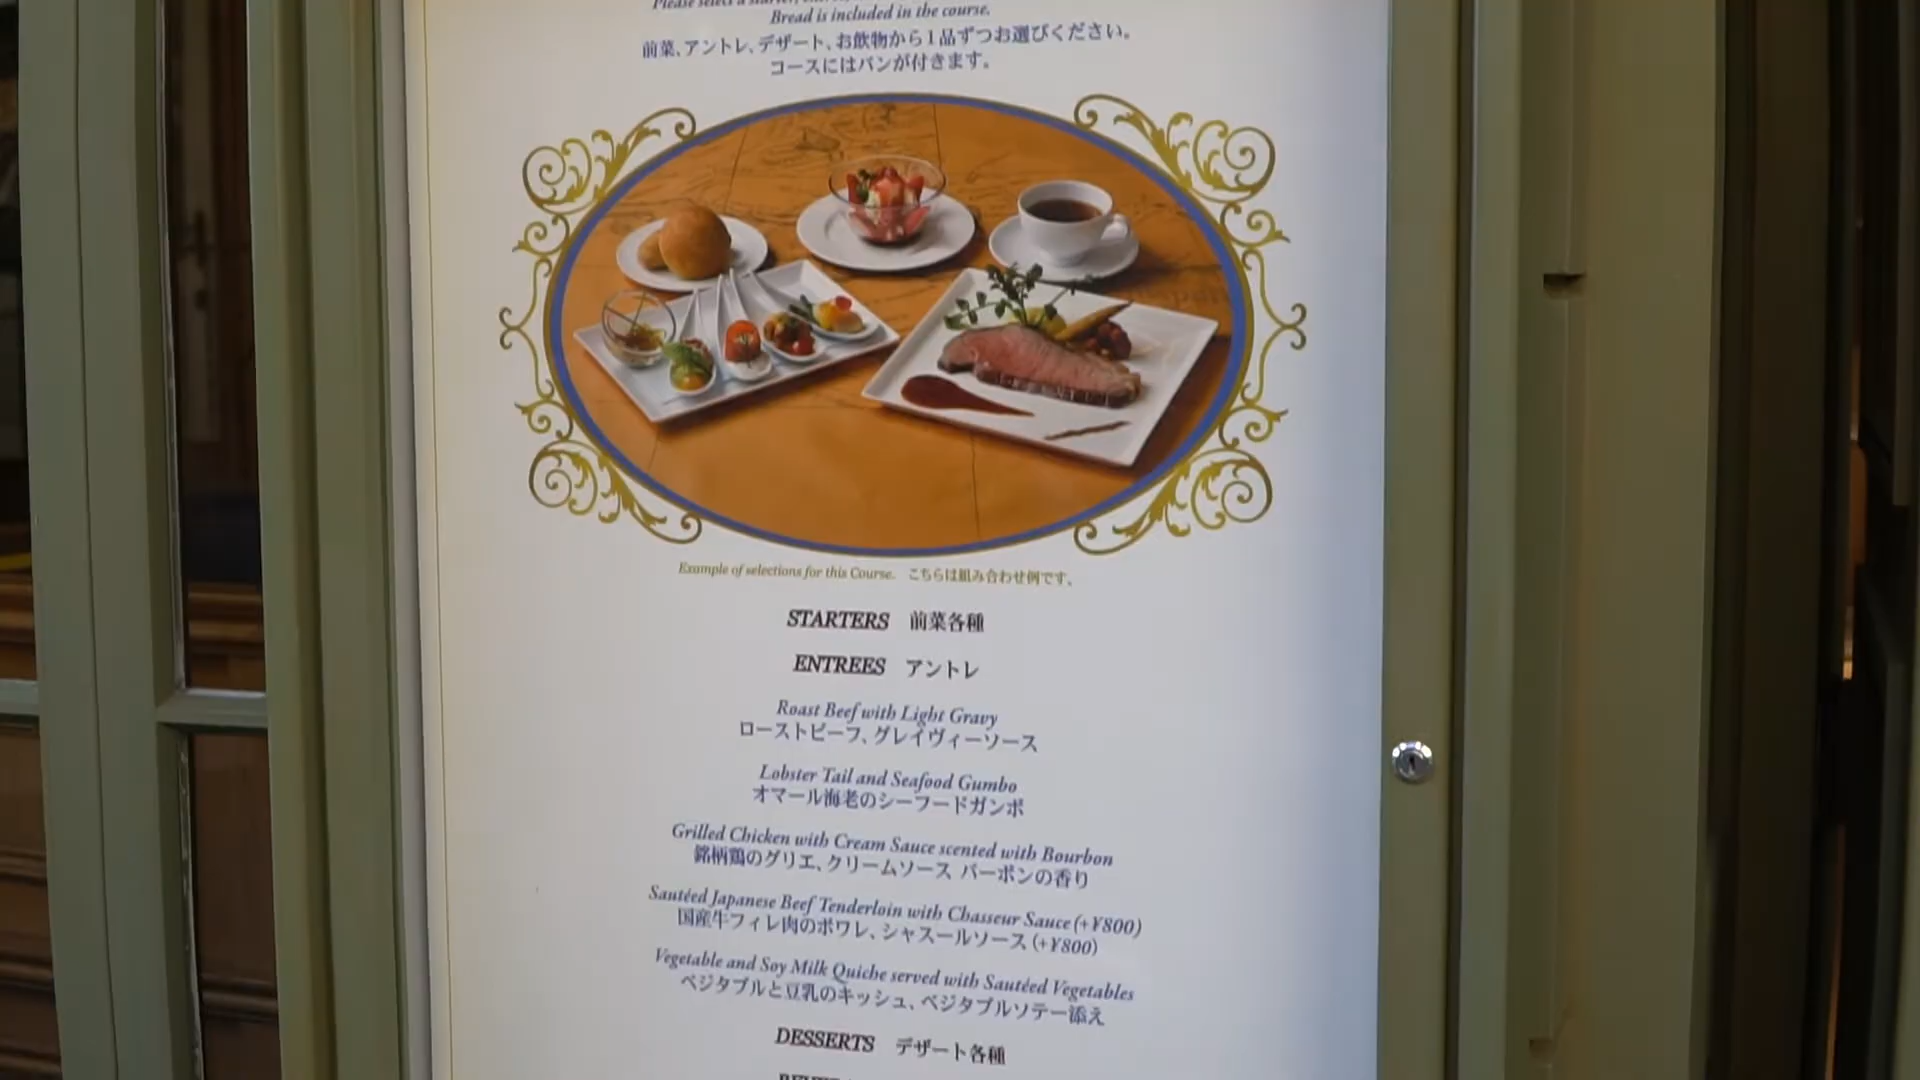 Please select a starter,
Bread is included in the course.
前菜、アントレ、デザート、お飲物から1品ずつお選びください。
コースにはパンが付きます。
Example of selections for this Course. こちらは組み合わせ例です。
STARTERS 前菜各種
ENTREES アントレ
Roast Beef with Light Gravy
ローストビーフ、グレイヴィーソース
Lobster Tail and Seafood Gumbo
オマール海老のシーフードガンボ
Grilled Chicken with Cream Sauce scented with Bourbon
銘柄鶏のグリエ、クリームソース バーボンの香り
Sautéed Japanese Beef Tenderloin with Chasseur Sauce (+¥800)
国産牛フィレ肉のポワレ、シャスールソース (+¥800)
Vegetable and Soy Milk Quiche served with Sautéed Vegetables
ベジタブルと豆乳のキッシュ、ベジタブルソテー添え
DESSERTS デザート各種